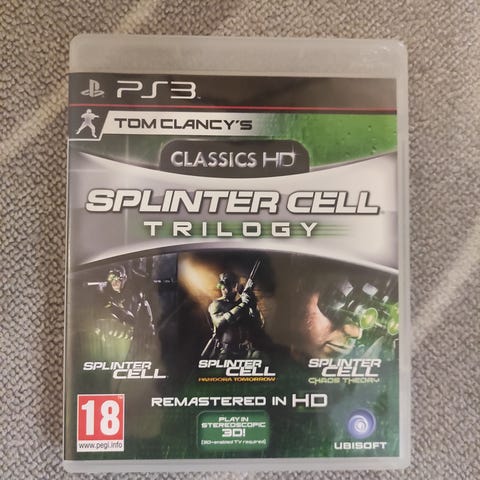 PS3
TOM CLANCY'S
CLASSICS HD
SPLINTER CELL
TRILOGY
SPLINTER
CELL
SPLINTER
CELL
PANDORA TOMORROW
SPLINTER
CELL
CHAOS THEORY
REMASTERED IN HD
18
www.pegi.info
PLAY IN
STEREOSCOPIC
3D!
(3D-enabled TV required)
UBISOFT